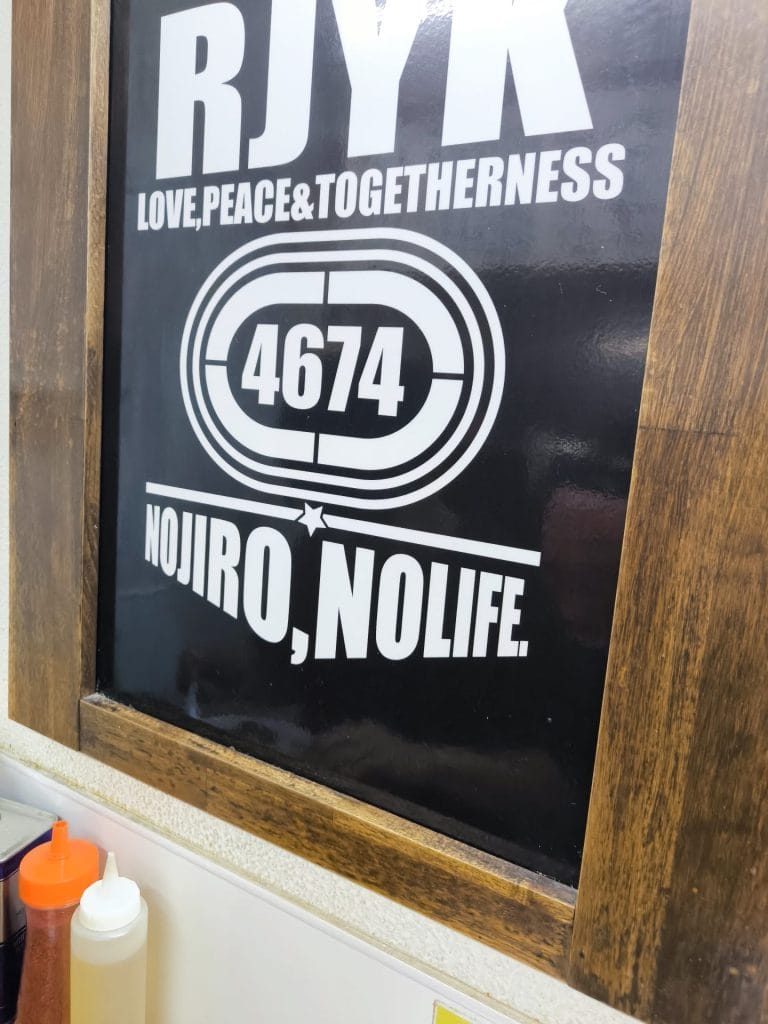 RJYK
LOVE,PEACE&TOGETHERNESS
4674
NOJIRO,NOLIFE.